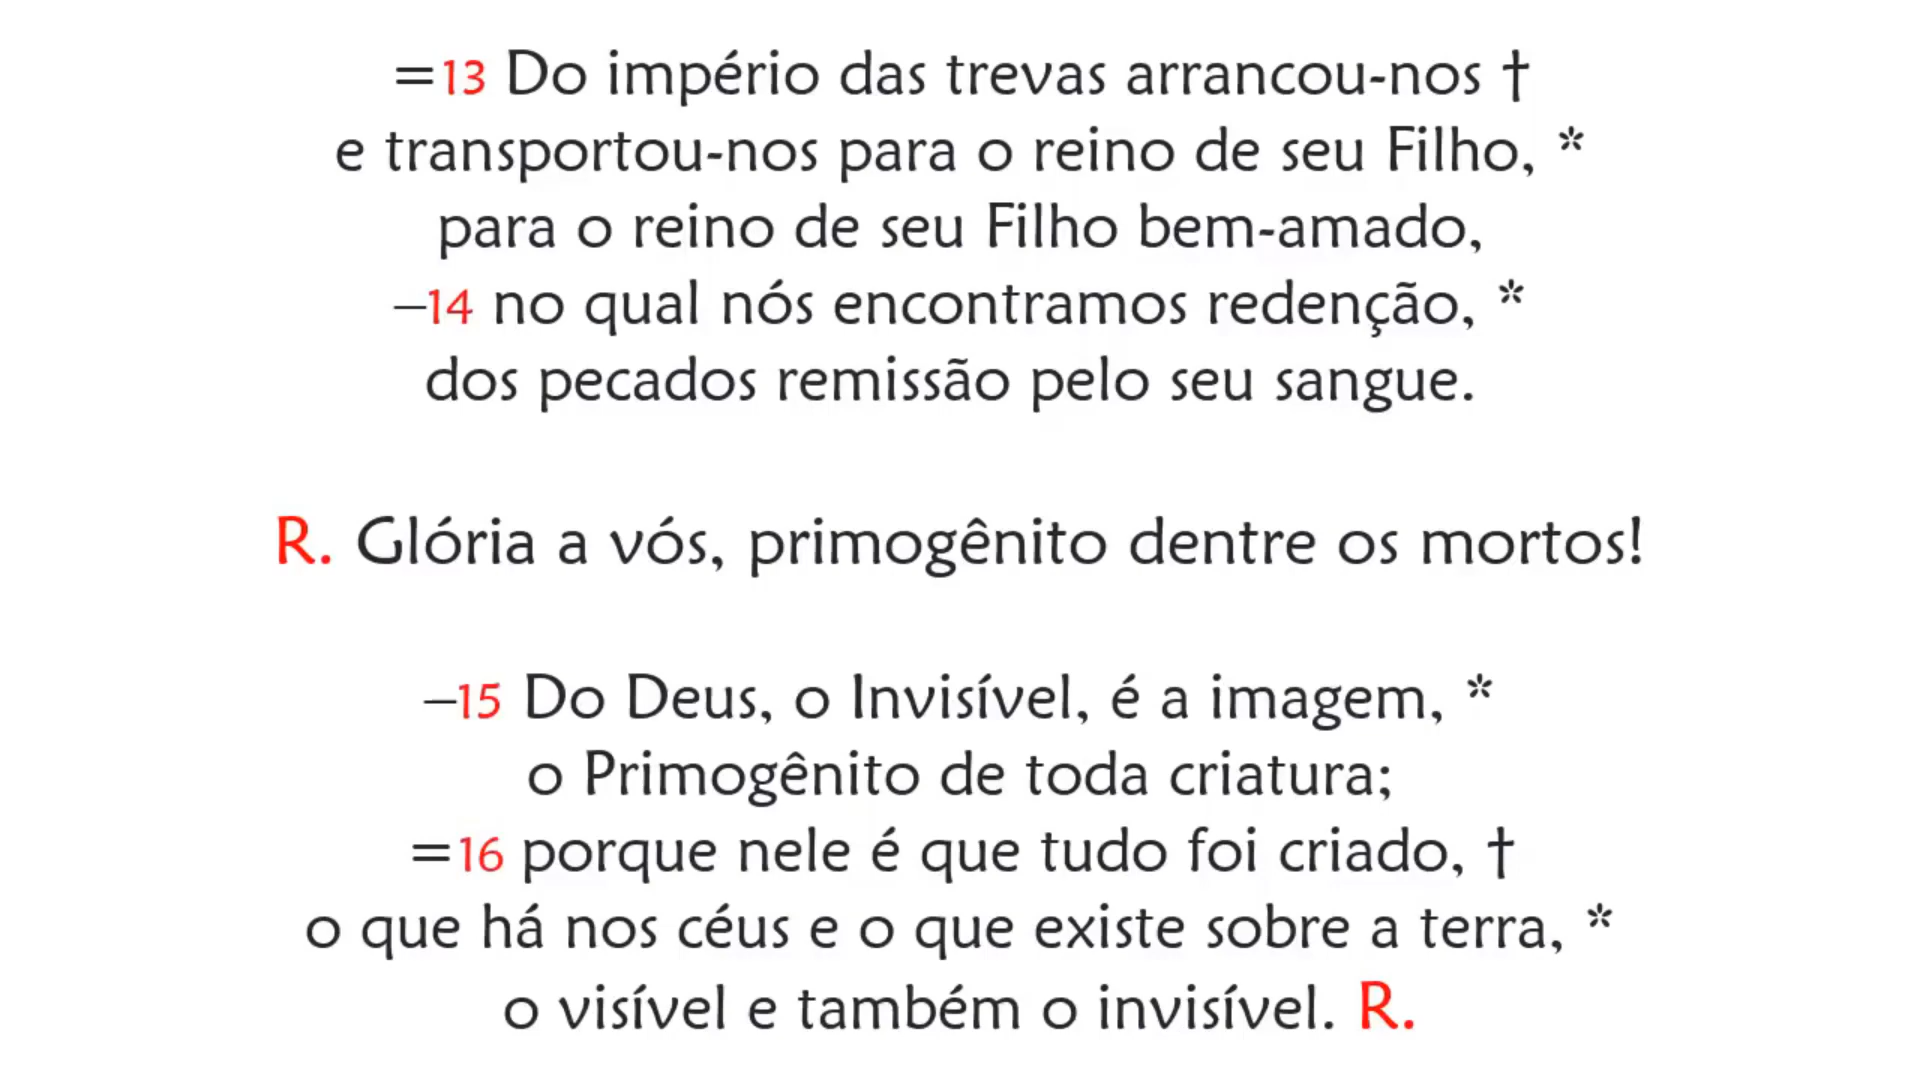 =13 Do império das trevas arrancou-nos †
e transportou-nos para o reino de seu Filho, *
para o reino de seu Filho bem-amado,
–14 no qual nós encontramos redenção, *
dos pecados remissão pelo seu sangue.
R. Glória a vós, primogênito dentre os mortos!
–15 Do Deus, o Invisível, é a imagem, *
o Primogênito de toda criatura;
=16 porque nele é que tudo foi criado, †
o que há nos céus e o que existe sobre a terra, *
o visível e também o invisível. R.